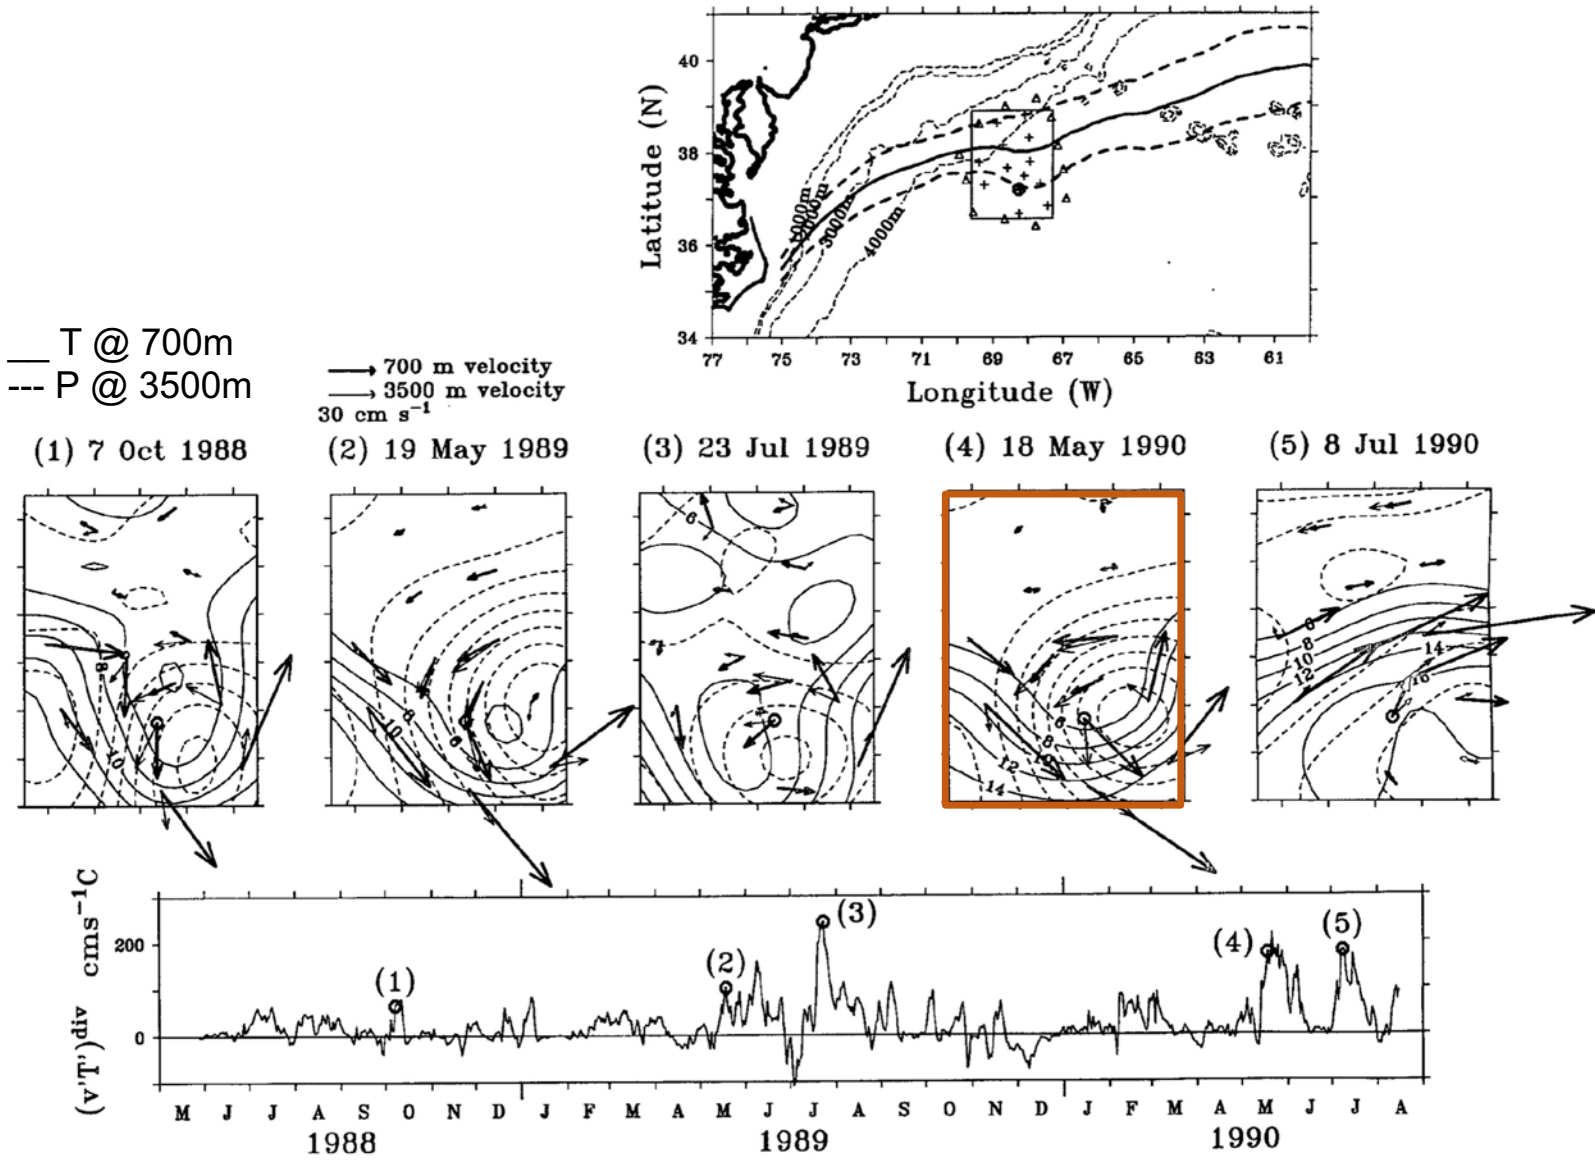 40
38
36
34
Latitude (N)
1000m
2000m
3000m
4000m
77 75 73 71 69 67 65 63 61
Longitude (W)
__ T @ 700m
--- P @ 3500m
700 m velocity
3500 m velocity
30 cm s⁻¹
(1) 7 Oct 1988
(2) 19 May 1989
(3) 23 Jul 1989
(4) 18 May 1990
(5) 8 Jul 1990
8
10
8
10
6
6
6
8
12
14
6
8
10
12
14
16
(v'T')div cms⁻¹C
200
0
(1)
(2)
(3)
(4)
(5)
M J J A S O N D J F M A M J J A S O N D J F M A M J J A
1988 1989 1990